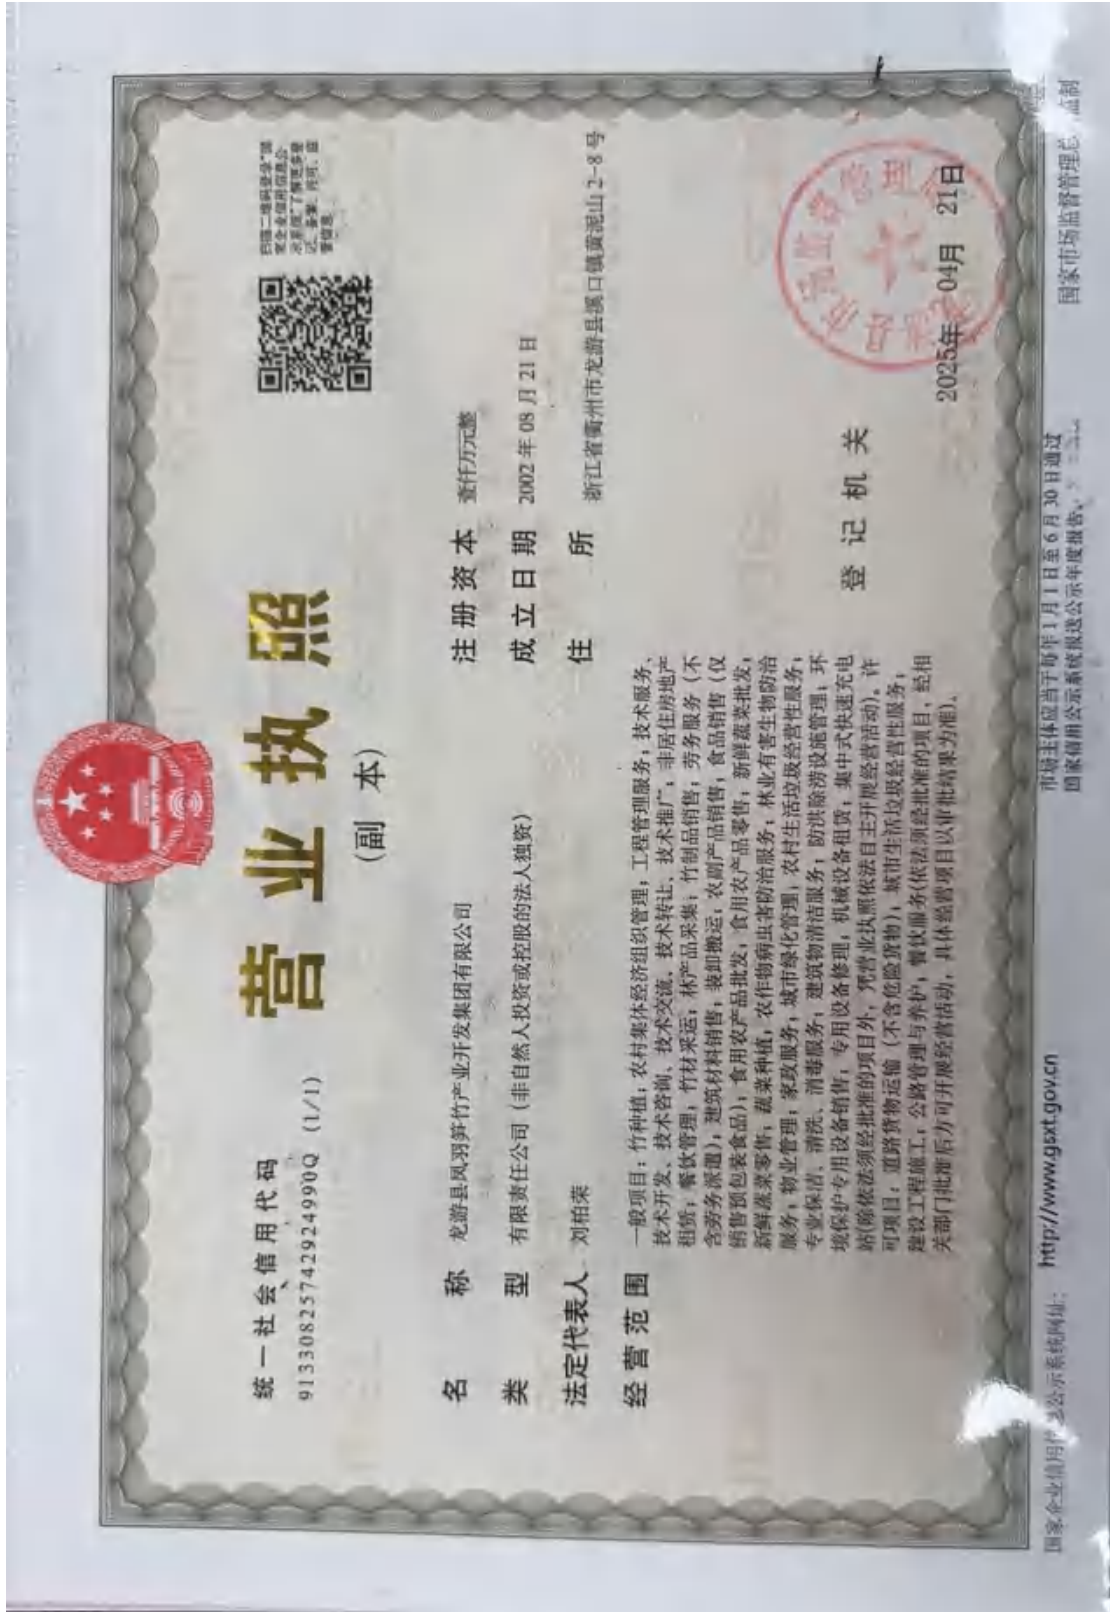 营业执照
(副 本)
统一社会信用代码
91330825742924990Q (1/1)
扫描二维码登录"国
家企业信用信息公
示系统"了解更多登
记、备案、许可、监
管信息
名 称 龙游县凤羽笋竹产业开发集团有限公司
类 型 有限责任公司(非自然人投资或控股的法人独资)
法定代表人 刘柏荣
经营范围 一般项目:竹种植;农村集体经济组织管理;工程管理服务;技术服务、
技术开发、技术咨询、技术交流、技术转让、技术推广;非居住房地产
租赁;餐饮管理;竹材采运;林产品采集;竹制品销售;劳务服务(不
含劳务派遣);建筑材料销售;装卸搬运;农副产品销售;食品销售(仅
销售预包装食品);食用农产品批发;食用农产品零售;新鲜蔬菜批发;
新鲜蔬菜零售;蔬菜种植;农作物病虫害防治服务;林业有害生物防治
服务;物业管理;家政服务;城市绿化管理;农村生活垃圾经营性服务;
专业保洁、清洗、消毒服务;建筑物清洁服务;防洪除涝设施管理;环
境保护专用设备销售;专用设备修理;机械设备租赁;集中式快速充电
站(除依法须经批准的项目外,凭营业执照依法自主开展经营活动)。许
可项目:道路货物运输(不含危险货物);城市生活垃圾经营性服务;
建设工程施工;公路管理与养护;餐饮服务(依法须经批准的项目,经相
关部门批准后方可开展经营活动,具体经营项目以审批结果为准)。
注册资本 壹仟万元整
成立日期 2002年08月21日
住 所 浙江省衢州市龙游县溪口镇黄泥山2-8号
登记机关
县市场监督管理
2025年 04月 21日
国家企业信用信息公示系统网址: http://www.gsxt.gov.cn
市场主体应当于每年1月1日至6月30日通过
国家信用公示系统报送公示年度报告。
国家市场监督管理总 监制